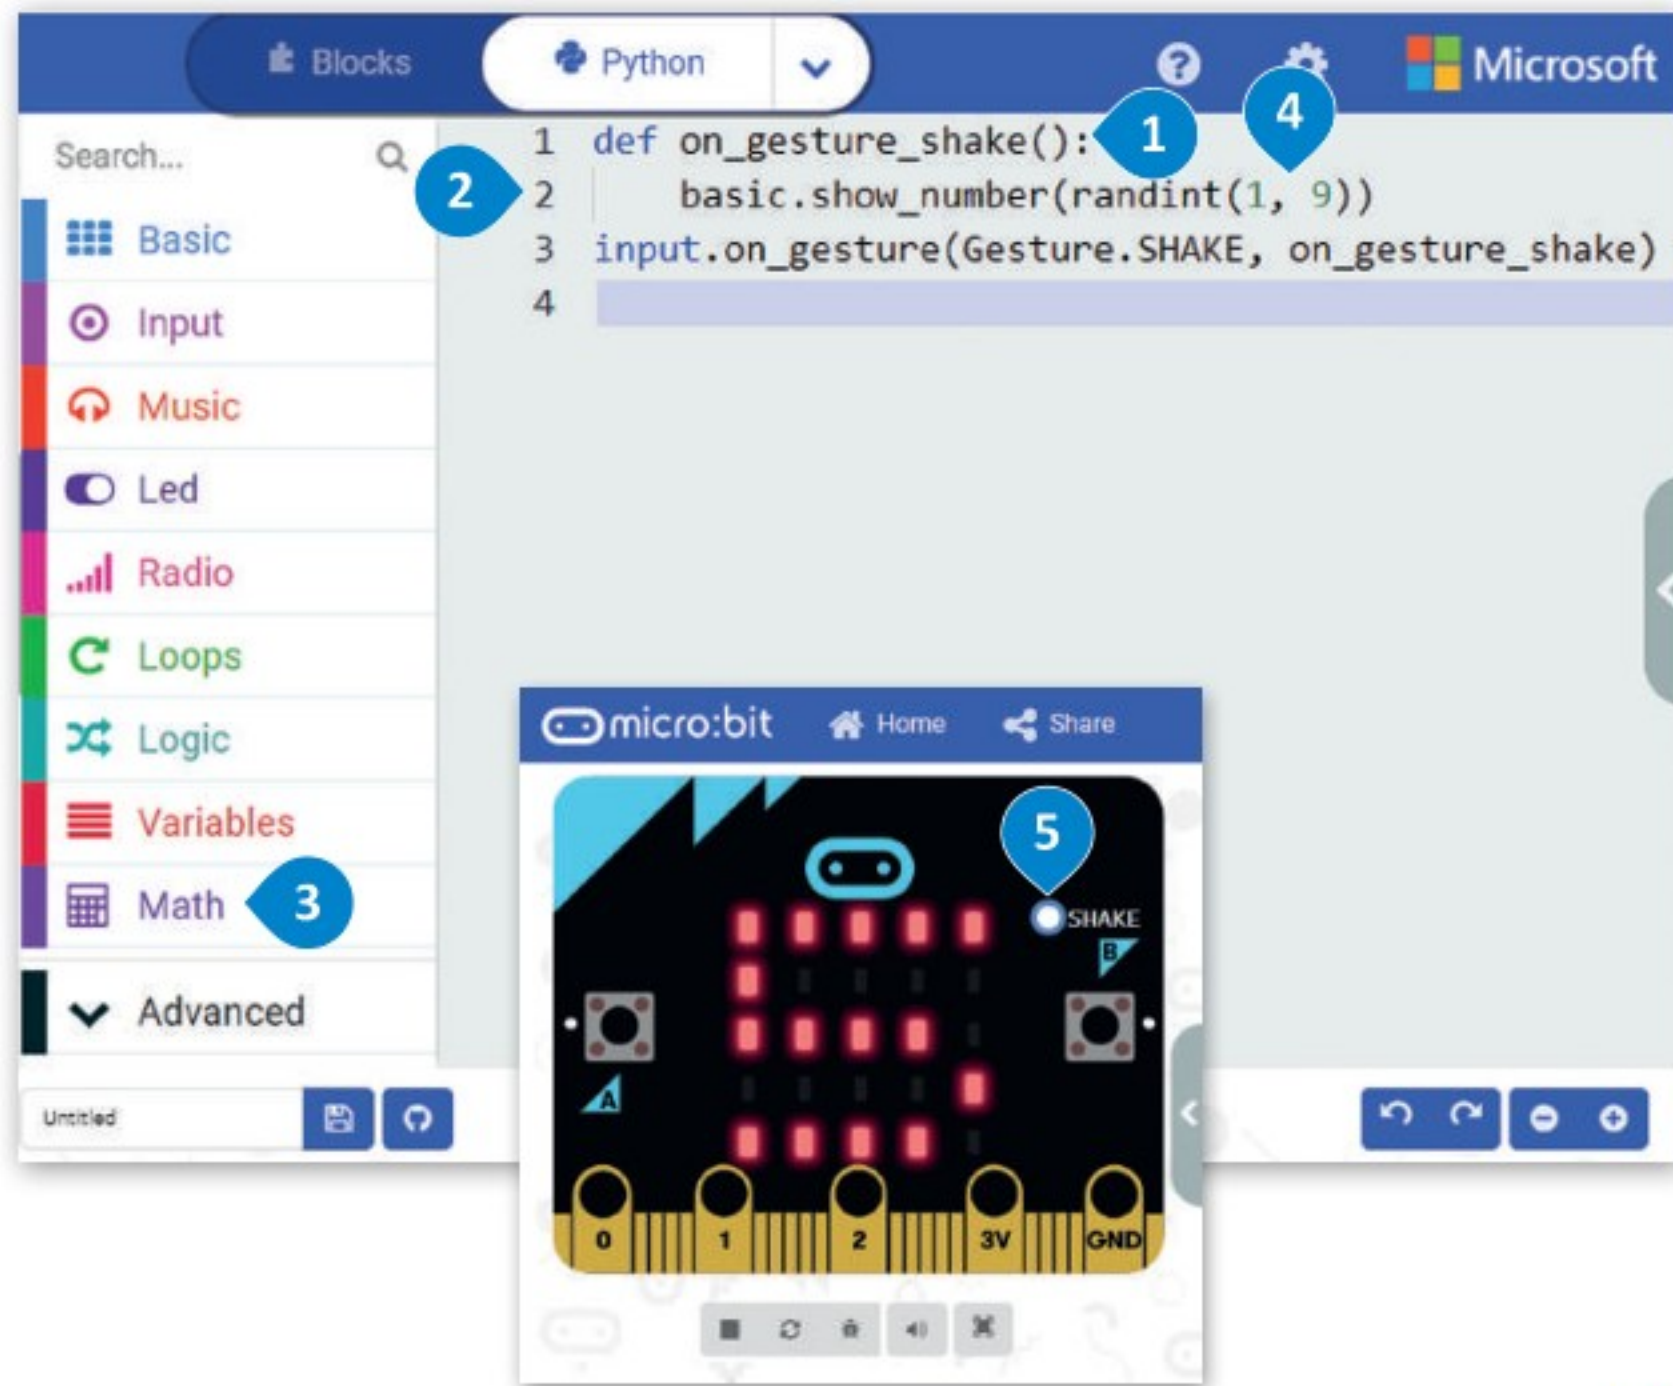 Blocks
Python
Microsoft
Search...
Basic
Input
Music
Led
Radio
Loops
Logic
Variables
Math
3
Advanced
Untitled
1 def on_gesture_shake():
1
4
2
2 basic.show_number(randint(1, 9))
3 input.on_gesture(Gesture.SHAKE, on_gesture_shake)
4
micro:bit Home Share
5
SHAKE
B
A
0 1 2 3V GND